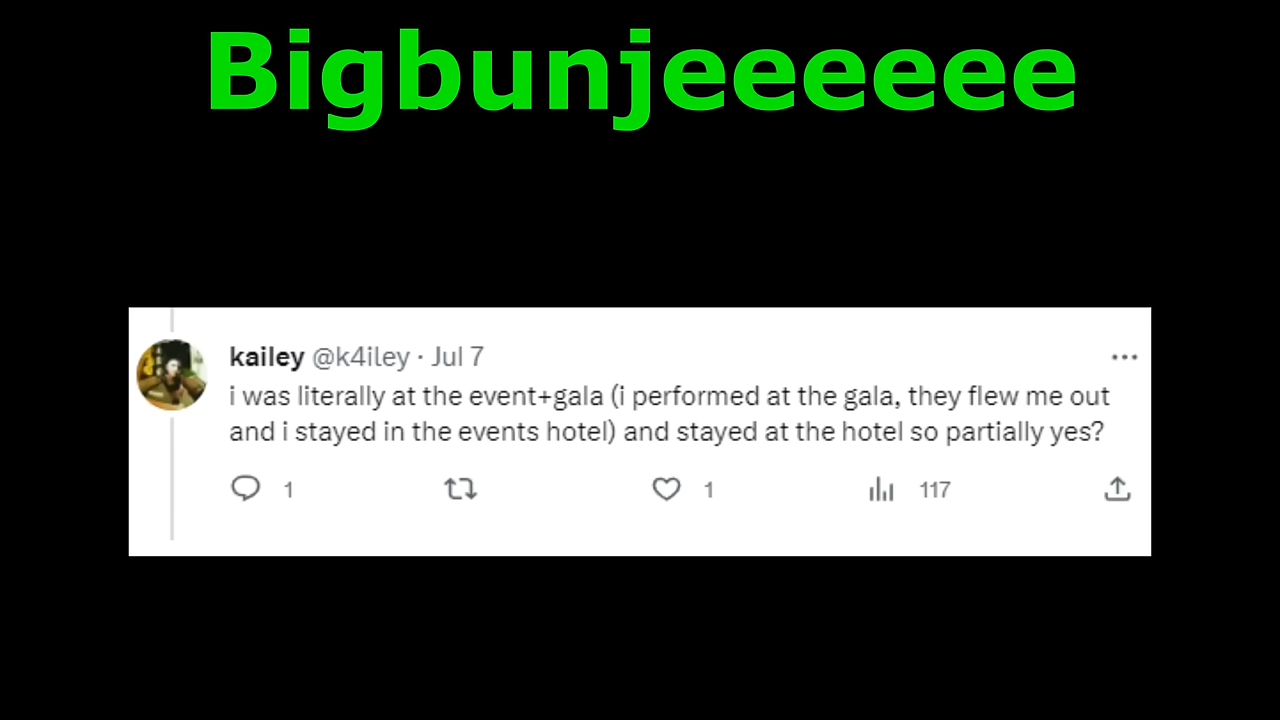 Bigbunjeeeeee
kailey @k4iley · Jul 7
i was literally at the event+gala (i performed at the gala, they flew me out
and i stayed in the events hotel) and stayed at the hotel so partially yes?
1 1 117